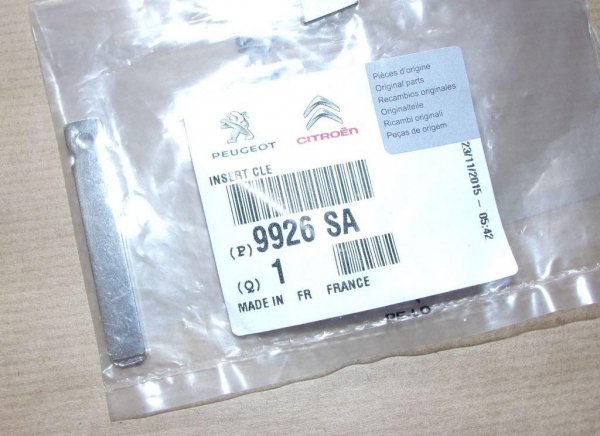 Pièces d'origine
Original parts
Recambios originales
Originalteile
Ricambi originali
Peças de origem
PEUGEOT
CITROËN
INSERT CLE
(P) 9926 SA
(Q) 1
MADE IN FR FRANCE
23/11/2015 - 05:42